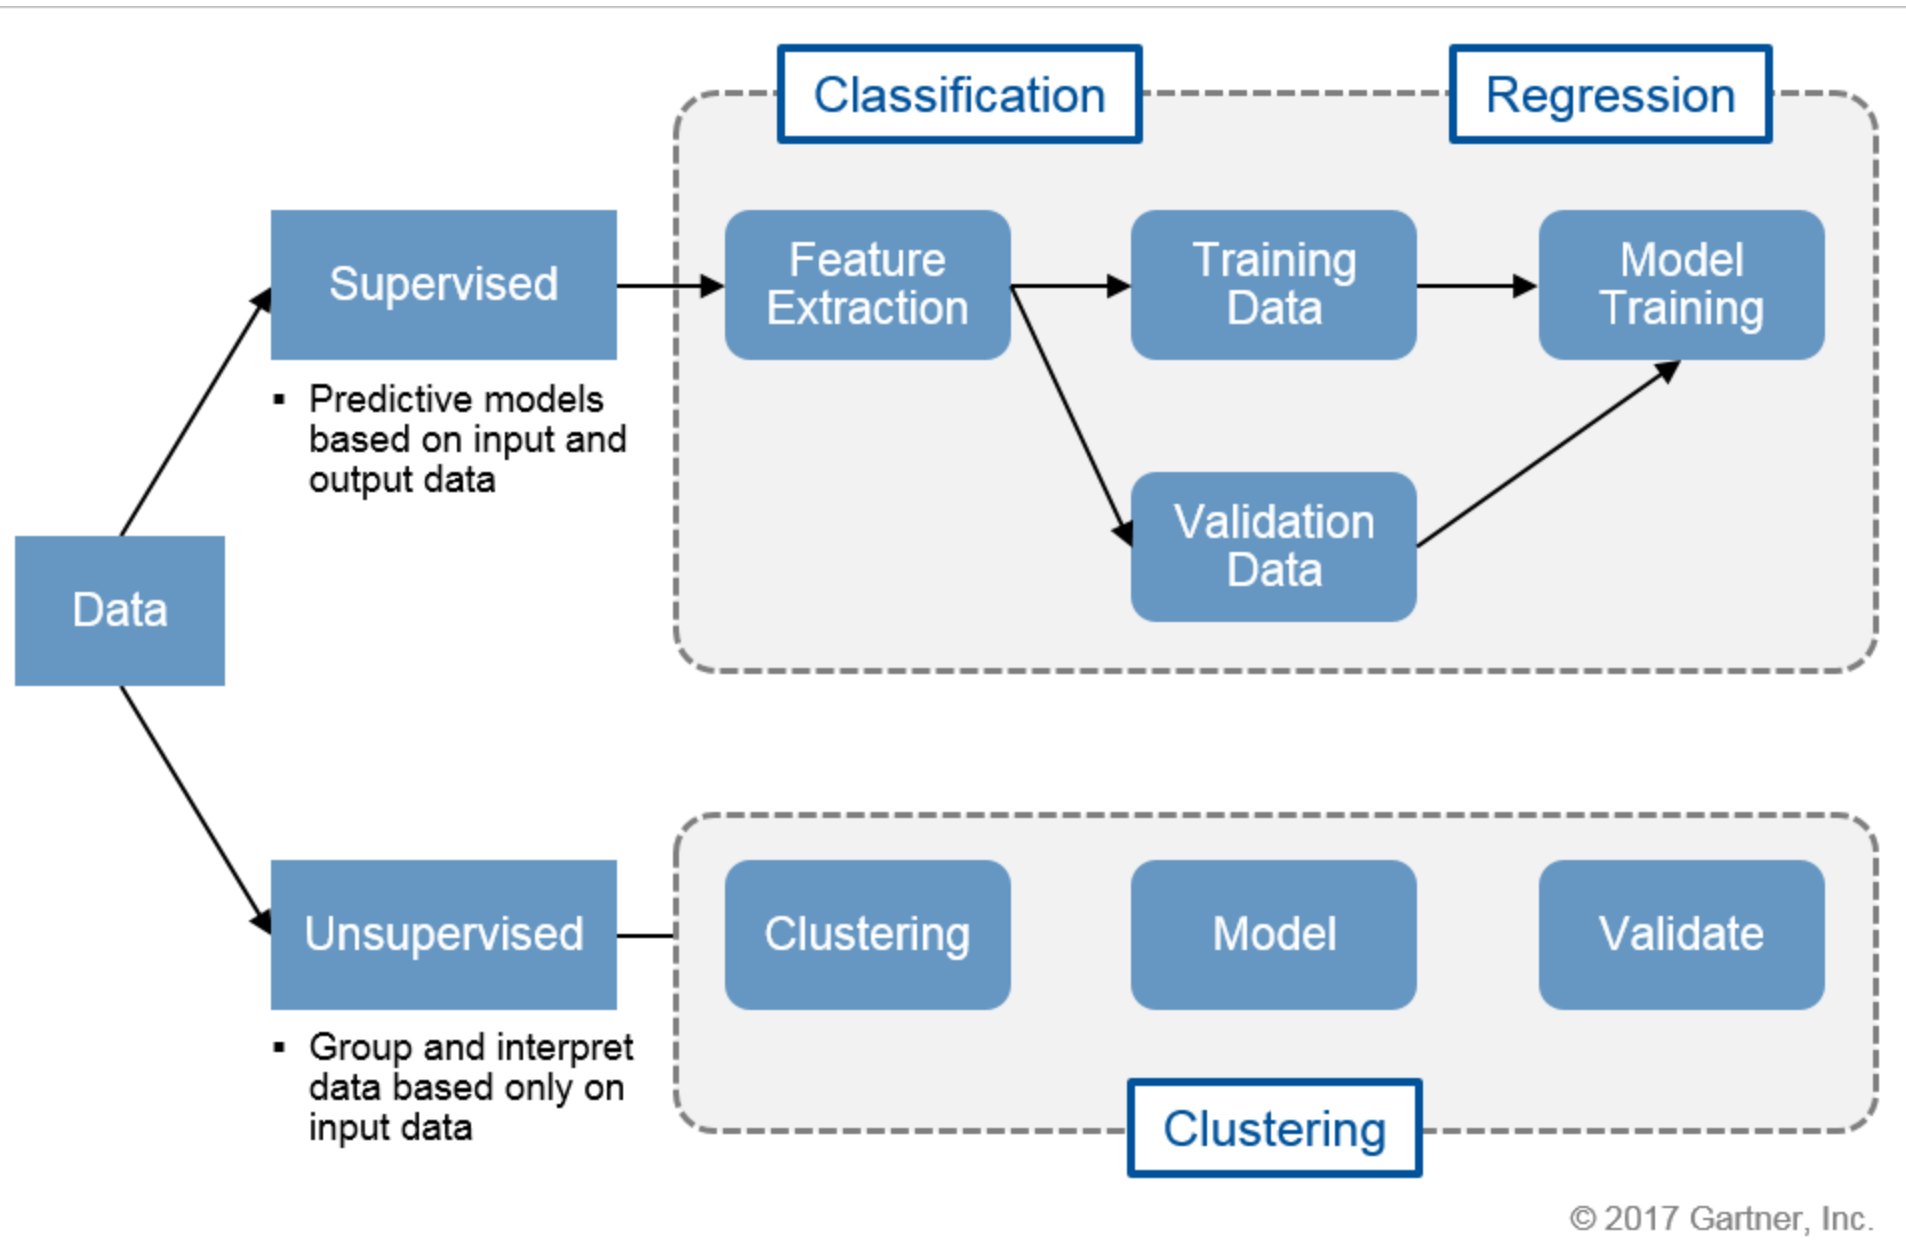 Classification
Regression
Supervised
Feature
Extraction
Training
Data
Model
Training
▪ Predictive models
based on input and
output data
Validation
Data
Data
Unsupervised
Clustering
Model
Validate
▪ Group and interpret
data based only on
input data
Clustering
© 2017 Gartner, Inc.